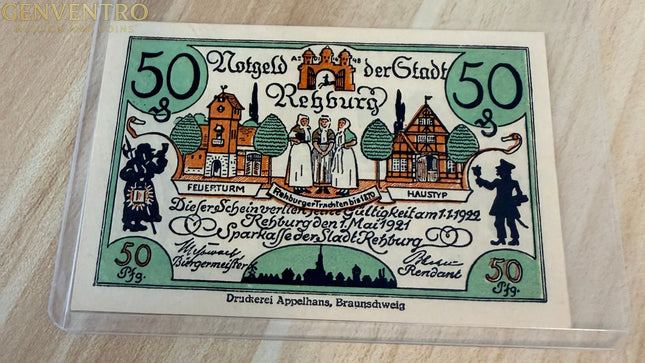 GENVENTRO
50 Notgeld der Stadt 50
Rehburg
FEUERTURM
Rehburger Trachten bis 1870
HAUSTYP
Dieser Schein verliert seine Gültigkeit am 1.1.1922
Rehburg den 1. Mai 1921
Sparkasse der Stadt Rehburg
Bürgermeister
Rendant
50 Pfg.
50 Pfg.
Druckerei Appelhans, Braunschweig